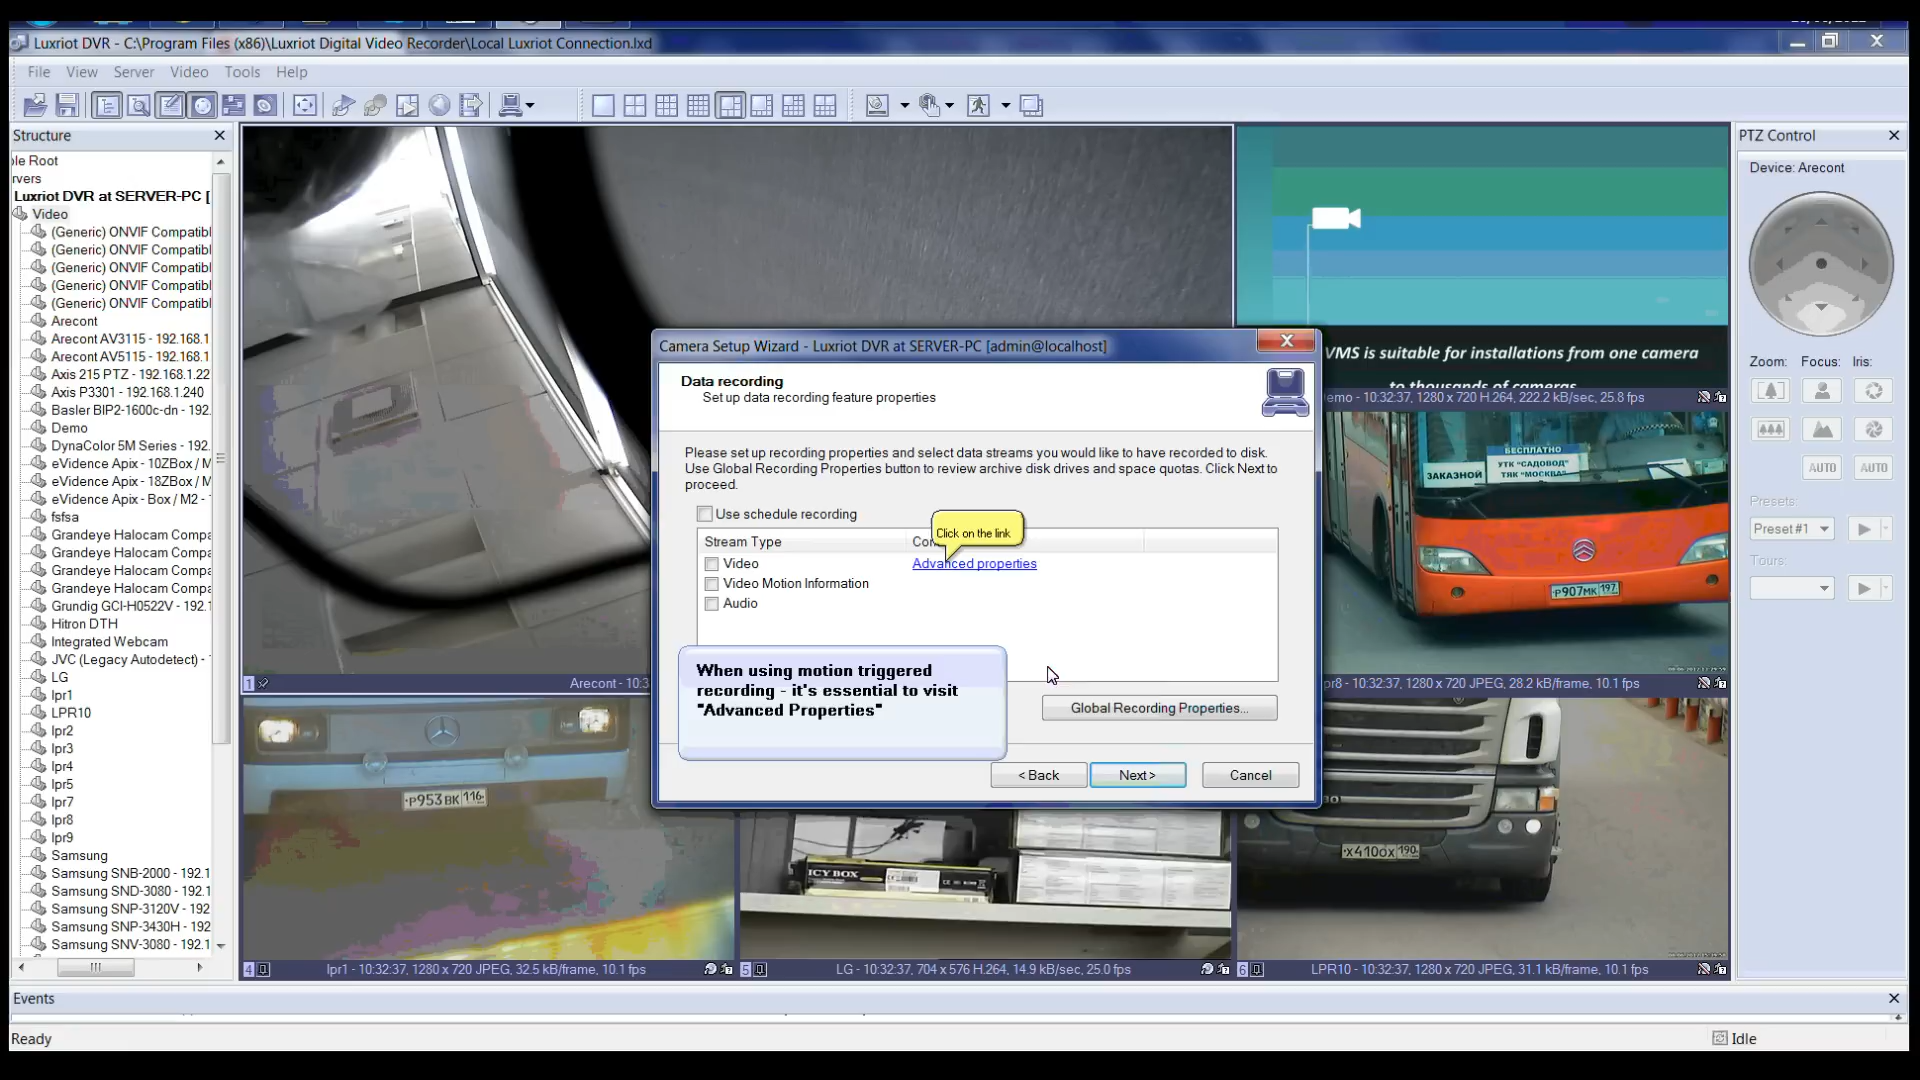 Luxriot DVR - C:\Program Files (x86)\Luxriot Digital Video Recorder\Local Luxriot Connection.lxd
File View Server Video Tools Help
Structure
le Root
rvers
Luxriot DVR at SERVER-PC [
Video
(Generic) ONVIF Compatibl
(Generic) ONVIF Compatibl
(Generic) ONVIF Compatibl
(Generic) ONVIF Compatibl
(Generic) ONVIF Compatibl
Arecont
Arecont AV3115 - 192.168.1
Arecont AV5115 - 192.168.1
Axis 215 PTZ - 192.168.1.22
Axis P3301 - 192.168.1.240
Basler BIP2-1600c-dn - 192.
Demo
DynaColor 5M Series - 192.
eVidence Apix - 10ZBox / M
eVidence Apix - 18ZBox / M
eVidence Apix - Box / M2 -
fsfsa
Grandeye Halocam Compa
Grandeye Halocam Compa
Grandeye Halocam Compa
Grandeye Halocam Compa
Grundig GCI-H0522V - 192.1
Hitron DTH
Integrated Webcam
JVC (Legacy Autodetect) -
LG
lpr1
LPR10
lpr2
lpr3
lpr4
lpr5
lpr7
lpr8
lpr9
Samsung
Samsung SNB-2000 - 192.1
Samsung SND-3080 - 192.1
Samsung SNP-3120V - 192
Samsung SNP-3430H - 192
Samsung SNV-3080 - 192.1
1
Arecont - 10:3
VMS is suitable for installations from one camera
to thousands of cameras
emo - 10:32:37, 1280 x 720 H.264, 222.2 kB/sec, 25.8 fps
БЕСПЛАТНО
ЗАКАЗНОЙ
УТК "САДОВОД"
ТЯК "МОСКВА"
Р907МК 197
pr8 - 10:32:37, 1280 x 720 JPEG, 28.2 kB/frame, 10.1 fps
Р953ВК 116
4
lpr1 - 10:32:37, 1280 x 720 JPEG, 32.5 kB/frame, 10.1 fps
ICY BOX
5
LG - 10:32:37, 704 x 576 H.264, 14.9 kB/sec, 25.0 fps
Х410ОХ 190
6
LPR10 - 10:32:37, 1280 x 720 JPEG, 31.1 kB/frame, 10.1 fps
Camera Setup Wizard - Luxriot DVR at SERVER-PC [admin@localhost]
Data recording
Set up data recording feature properties
Please set up recording properties and select data streams you would like to have recorded to disk.
Use Global Recording Properties button to review archive disk drives and space quotas. Click Next to
proceed.
Use schedule recording
Click on the link
Stream Type
Con
Video
Advanced properties
Video Motion Information
Audio
When using motion triggered
recording - it's essential to visit
"Advanced Properties"
Global Recording Properties...
< Back
Next >
Cancel
PTZ Control
Device: Arecont
Zoom: Focus: Iris:
AUTO AUTO
Presets:
Preset #1
Tours:
Events
Ready
Idle